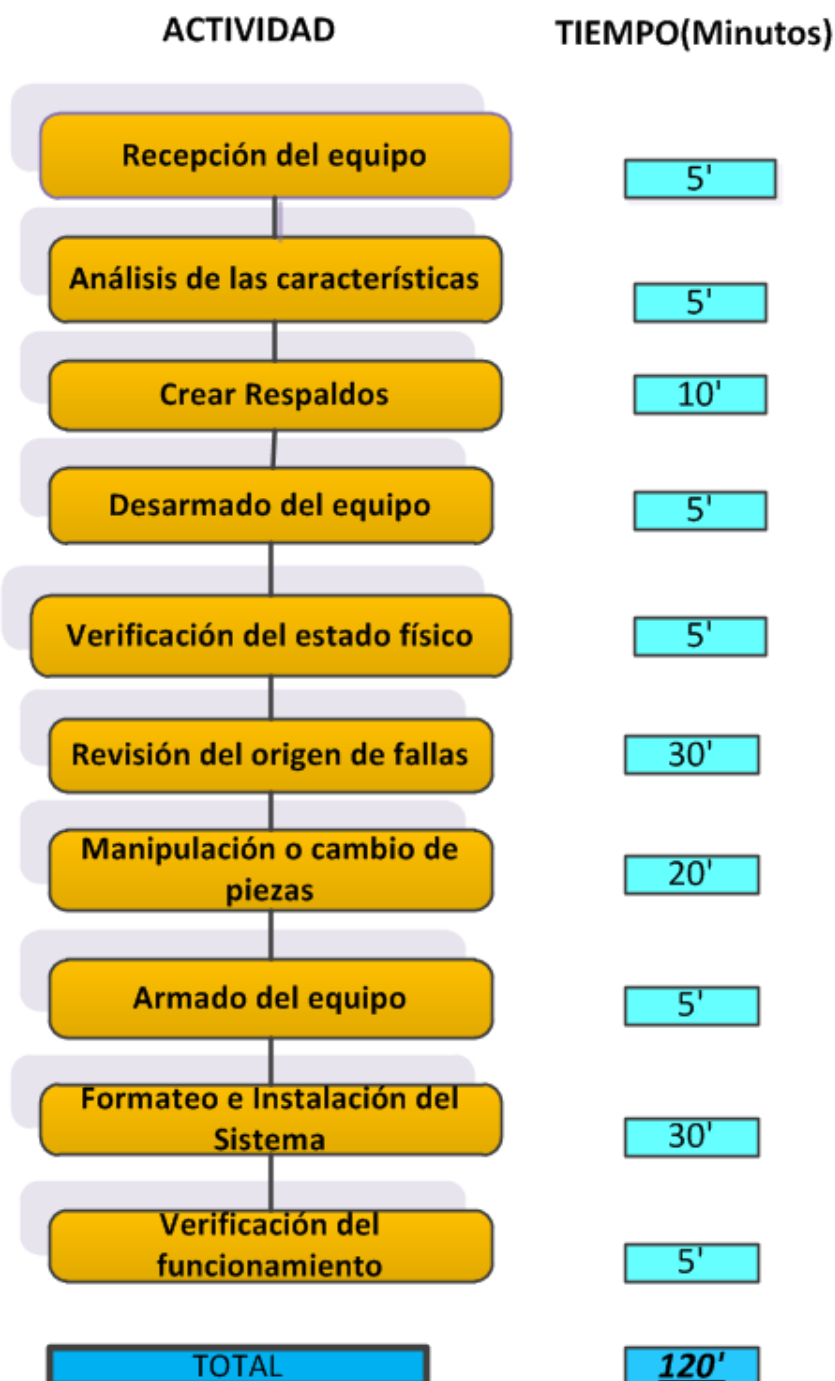 ACTIVIDAD TIEMPO(Minutos)
Recepción del equipo 5'
Análisis de las características 5'
Crear Respaldos 10'
Desarmado del equipo 5'
Verificación del estado físico 5'
Revisión del origen de fallas 30'
Manipulación o cambio de
piezas 20'
Armado del equipo 5'
Formateo e Instalación del
Sistema 30'
Verificación del
funcionamiento 5'
TOTAL 120'